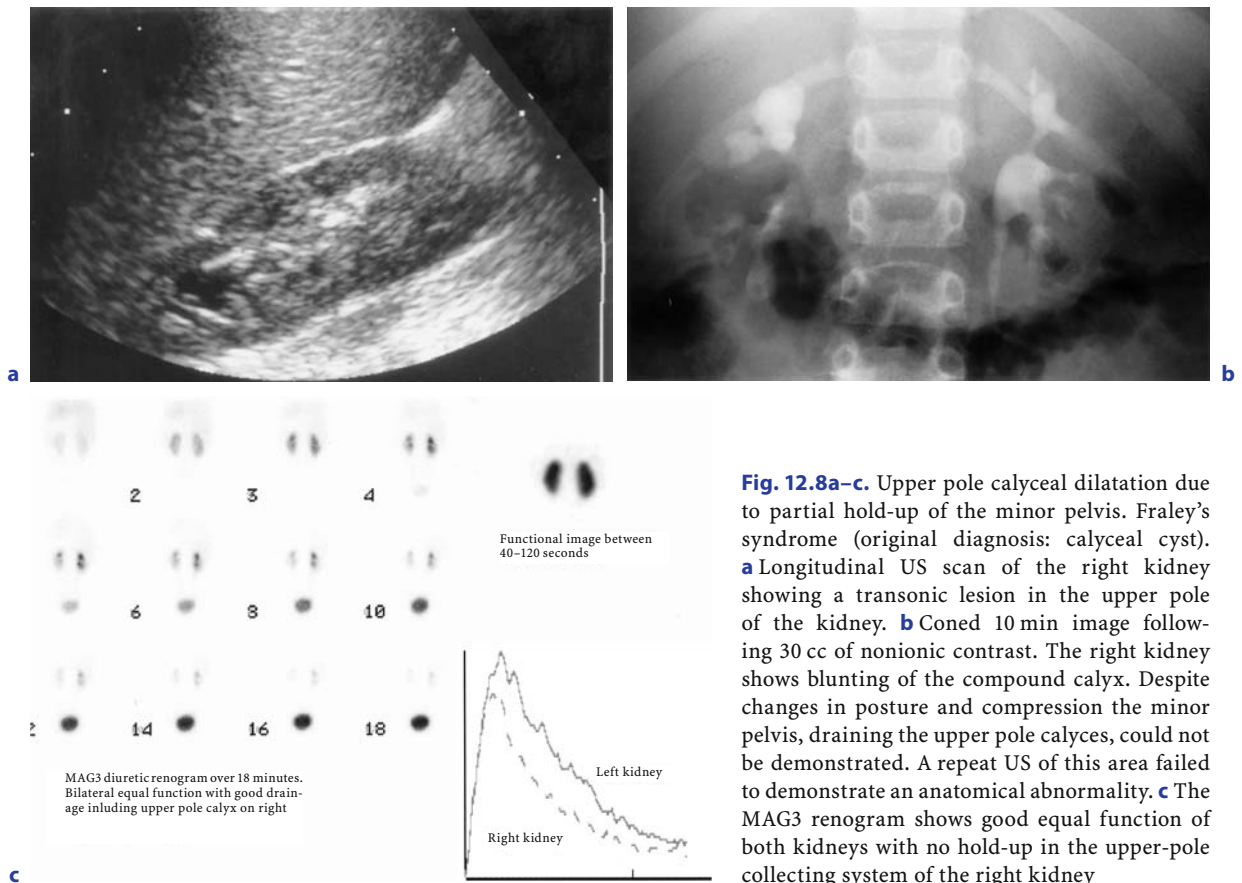 a
b
2 3 4
Functional image between
40–120 seconds
6 8 10
2 14 16 18
MAG3 diuretic renogram over 18 minutes.
Bilateral equal function with good drain-
age inluding upper pole calyx on right
Left kidney
Right kidney
c
Fig. 12.8a–c. Upper pole calyceal dilatation due
to partial hold-up of the minor pelvis. Fraley’s
syndrome (original diagnosis: calyceal cyst).
a Longitudinal US scan of the right kidney
showing a transonic lesion in the upper pole
of the kidney. b Coned 10 min image follow-
ing 30 cc of nonionic contrast. The right kidney
shows blunting of the compound calyx. Despite
changes in posture and compression the minor
pelvis, draining the upper pole calyces, could not
be demonstrated. A repeat US of this area failed
to demonstrate an anatomical abnormality. c The
MAG3 renogram shows good equal function of
both kidneys with no hold-up in the upper-pole
collecting system of the right kidney